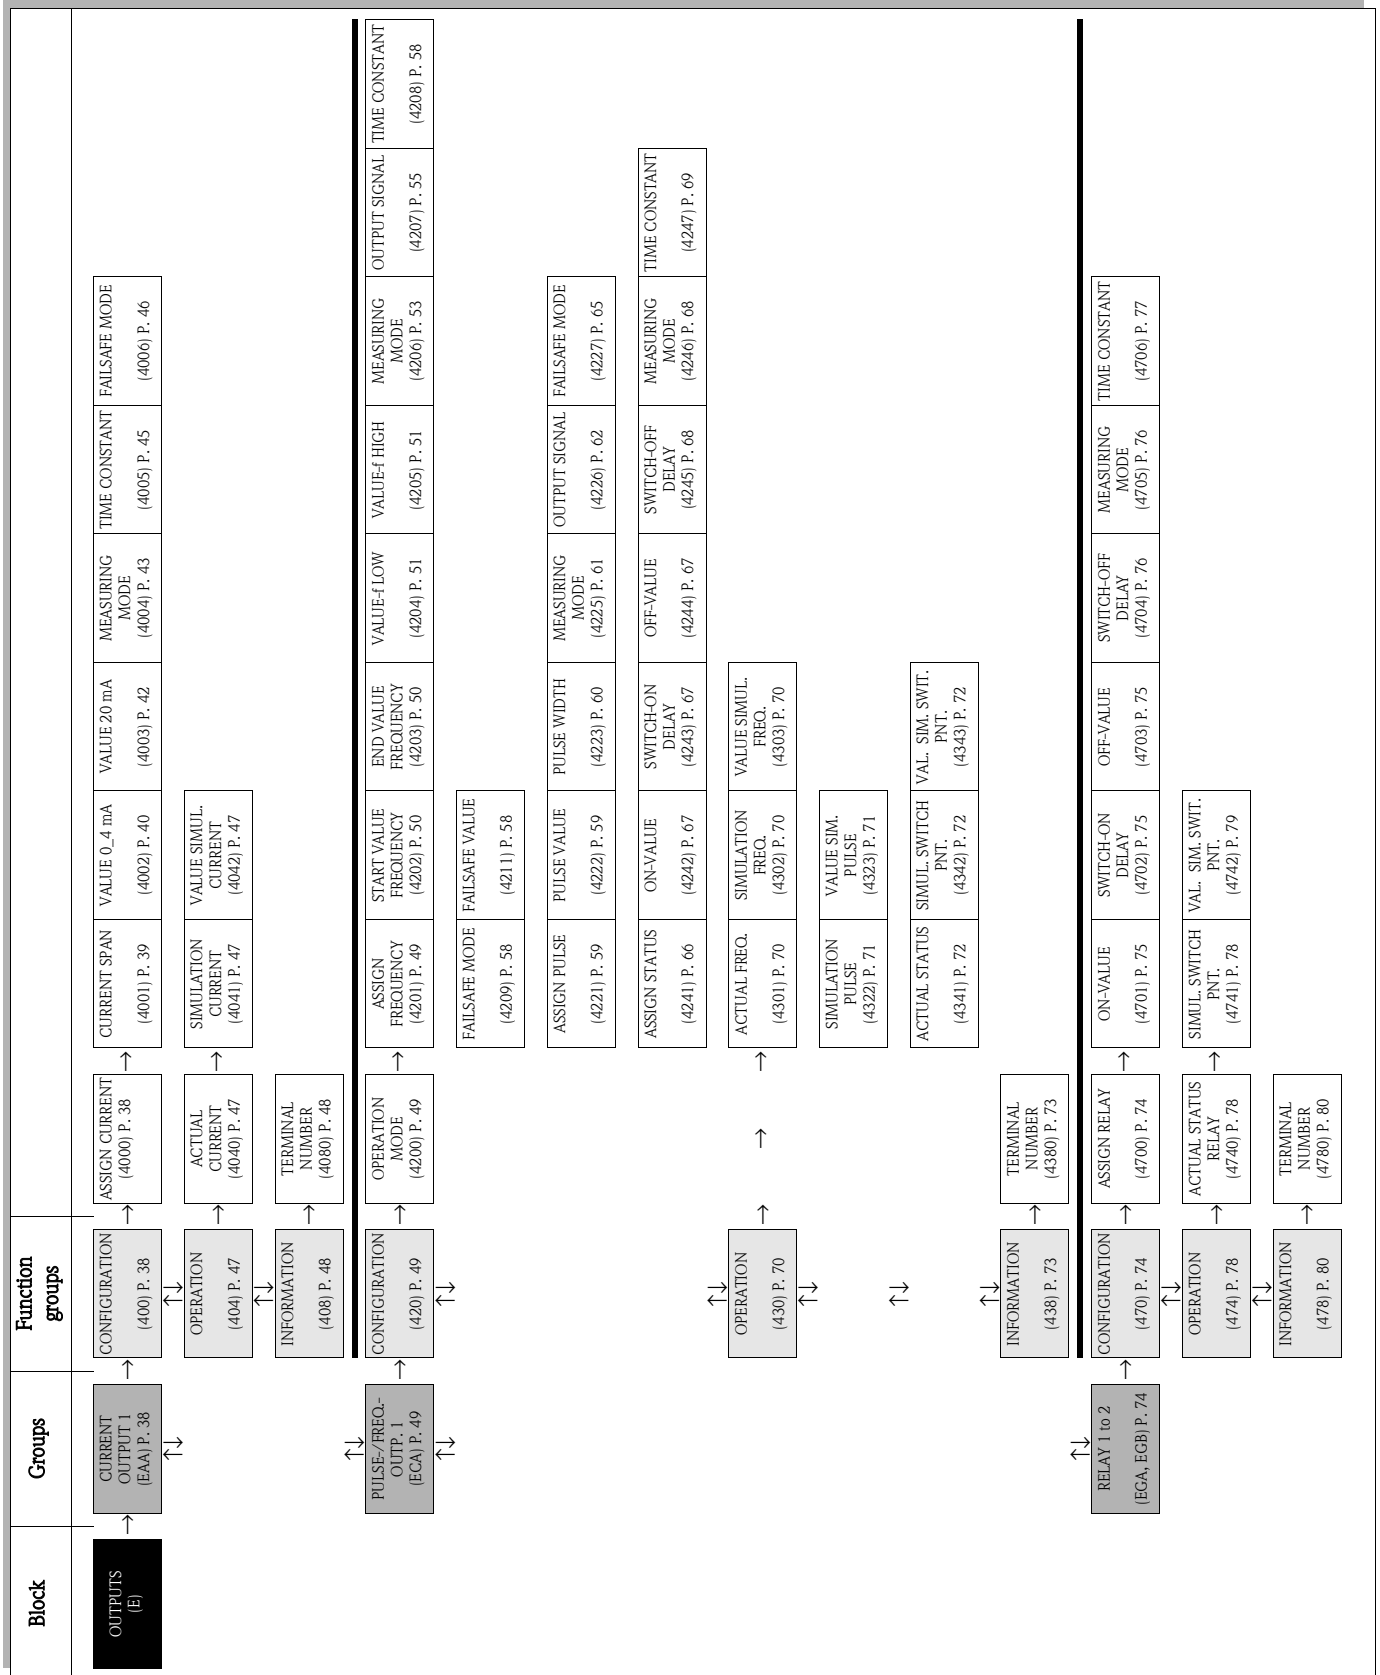 Block
Groups
Function
groups
OUTPUTS
(E)
CURRENT
OUTPUT 1
(EAA) P. 38
CONFIGURATION
(400) P. 38
ASSIGN CURRENT
(4000) P. 38
CURRENT SPAN
(4001) P. 39
VALUE 0_4 mA
(4002) P. 40
VALUE 20 mA
(4003) P. 42
MEASURING
MODE
(4004) P. 43
TIME CONSTANT
(4005) P. 45
FAILSAFE MODE
(4006) P. 46
OPERATION
(404) P. 47
ACTUAL
CURRENT
(4040) P. 47
SIMULATION
CURRENT
(4041) P. 47
VALUE SIMUL.
CURRENT
(4042) P. 47
INFORMATION
(408) P. 48
TERMINAL
NUMBER
(4080) P. 48
PULSE-/FREQ.-
OUTP. 1
(ECA) P. 49
CONFIGURATION
(420) P. 49
OPERATION
MODE
(4200) P. 49
ASSIGN
FREQUENCY
(4201) P. 49
START VALUE
FREQUENCY
(4202) P. 50
END VALUE
FREQUENCY
(4203) P. 50
VALUE-f LOW
(4204) P. 51
VALUE-f HIGH
(4205) P. 51
MEASURING
MODE
(4206) P. 53
OUTPUT SIGNAL
(4207) P. 55
TIME CONSTANT
(4208) P. 58
FAILSAFE MODE
(4209) P. 58
FAILSAFE VALUE
(4211) P. 58
ASSIGN PULSE
(4221) P. 59
PULSE VALUE
(4222) P. 59
PULSE WIDTH
(4223) P. 60
MEASURING
MODE
(4225) P. 61
OUTPUT SIGNAL
(4226) P. 62
FAILSAFE MODE
(4227) P. 65
ASSIGN STATUS
(4241) P. 66
ON-VALUE
(4242) P. 67
SWITCH-ON
DELAY
(4243) P. 67
OFF-VALUE
(4244) P. 67
SWITCH-OFF
DELAY
(4245) P. 68
MEASURING
MODE
(4246) P. 68
TIME CONSTANT
(4247) P. 69
OPERATION
(430) P. 70
ACTUAL FREQ.
(4301) P. 70
SIMULATION
FREQ.
(4302) P. 70
VALUE SIMUL.
FREQ.
(4303) P. 70
SIMULATION
PULSE
(4322) P. 71
VALUE SIM.
PULSE
(4323) P. 71
ACTUAL STATUS
(4341) P. 72
SIMUL. SWITCH
PNT.
(4342) P. 72
VAL. SIM. SWIT.
PNT.
(4343) P. 72
INFORMATION
(438) P. 73
TERMINAL
NUMBER
(4380) P. 73
RELAY 1 to 2
(EGA, EGB) P. 74
CONFIGURATION
(470) P. 74
ASSIGN RELAY
(4700) P. 74
ON-VALUE
(4701) P. 75
SWITCH-ON
DELAY
(4702) P. 75
OFF-VALUE
(4703) P. 75
SWITCH-OFF
DELAY
(4704) P. 76
MEASURING
MODE
(4705) P. 76
TIME CONSTANT
(4706) P. 77
OPERATION
(474) P. 78
ACTUAL STATUS
RELAY
(4740) P. 78
SIMUL. SWITCH
PNT.
(4741) P. 78
VAL. SIM. SWIT.
PNT.
(4742) P. 79
INFORMATION
(478) P. 80
TERMINAL
NUMBER
(4780) P. 80